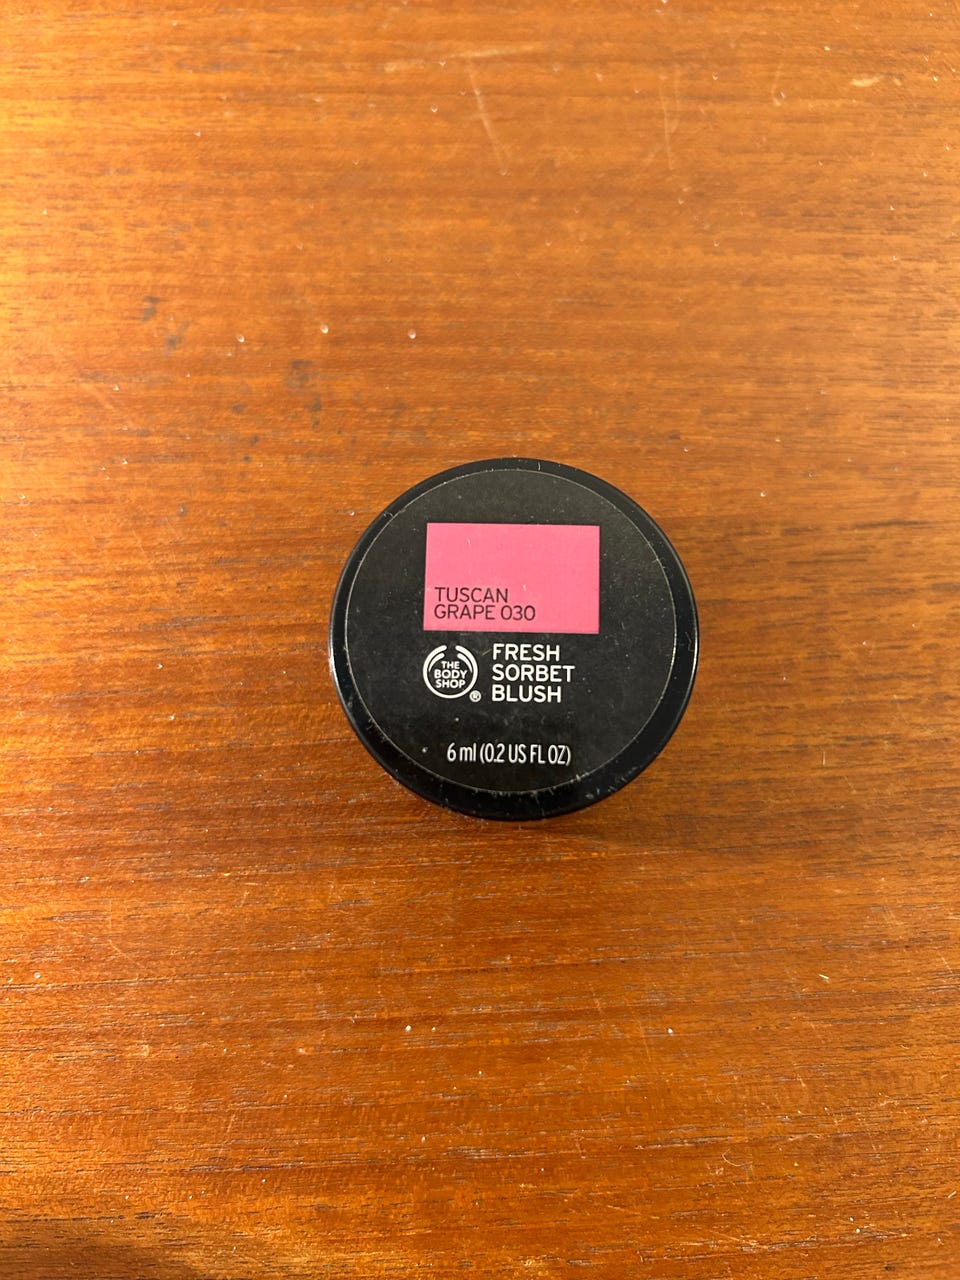 TUSCAN
GRAPE 030
THE
BODY
SHOP
®
FRESH
SORBET
BLUSH
6 ml (0.2 US FL OZ)